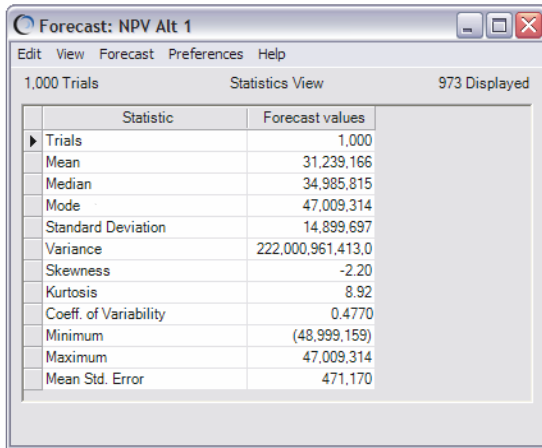 Forecast: NPV Alt 1
Edit View Forecast Preferences Help
1,000 Trials Statistics View 973 Displayed
Statistic Forecast values
Trials 1,000
Mean 31,239,166
Median 34,985,815
Mode 47,009,314
Standard Deviation 14,899,697
Variance 222,000,961,413,0
Skewness -2.20
Kurtosis 8.92
Coeff. of Variability 0.4770
Minimum (48,999,159)
Maximum 47,009,314
Mean Std. Error 471,170